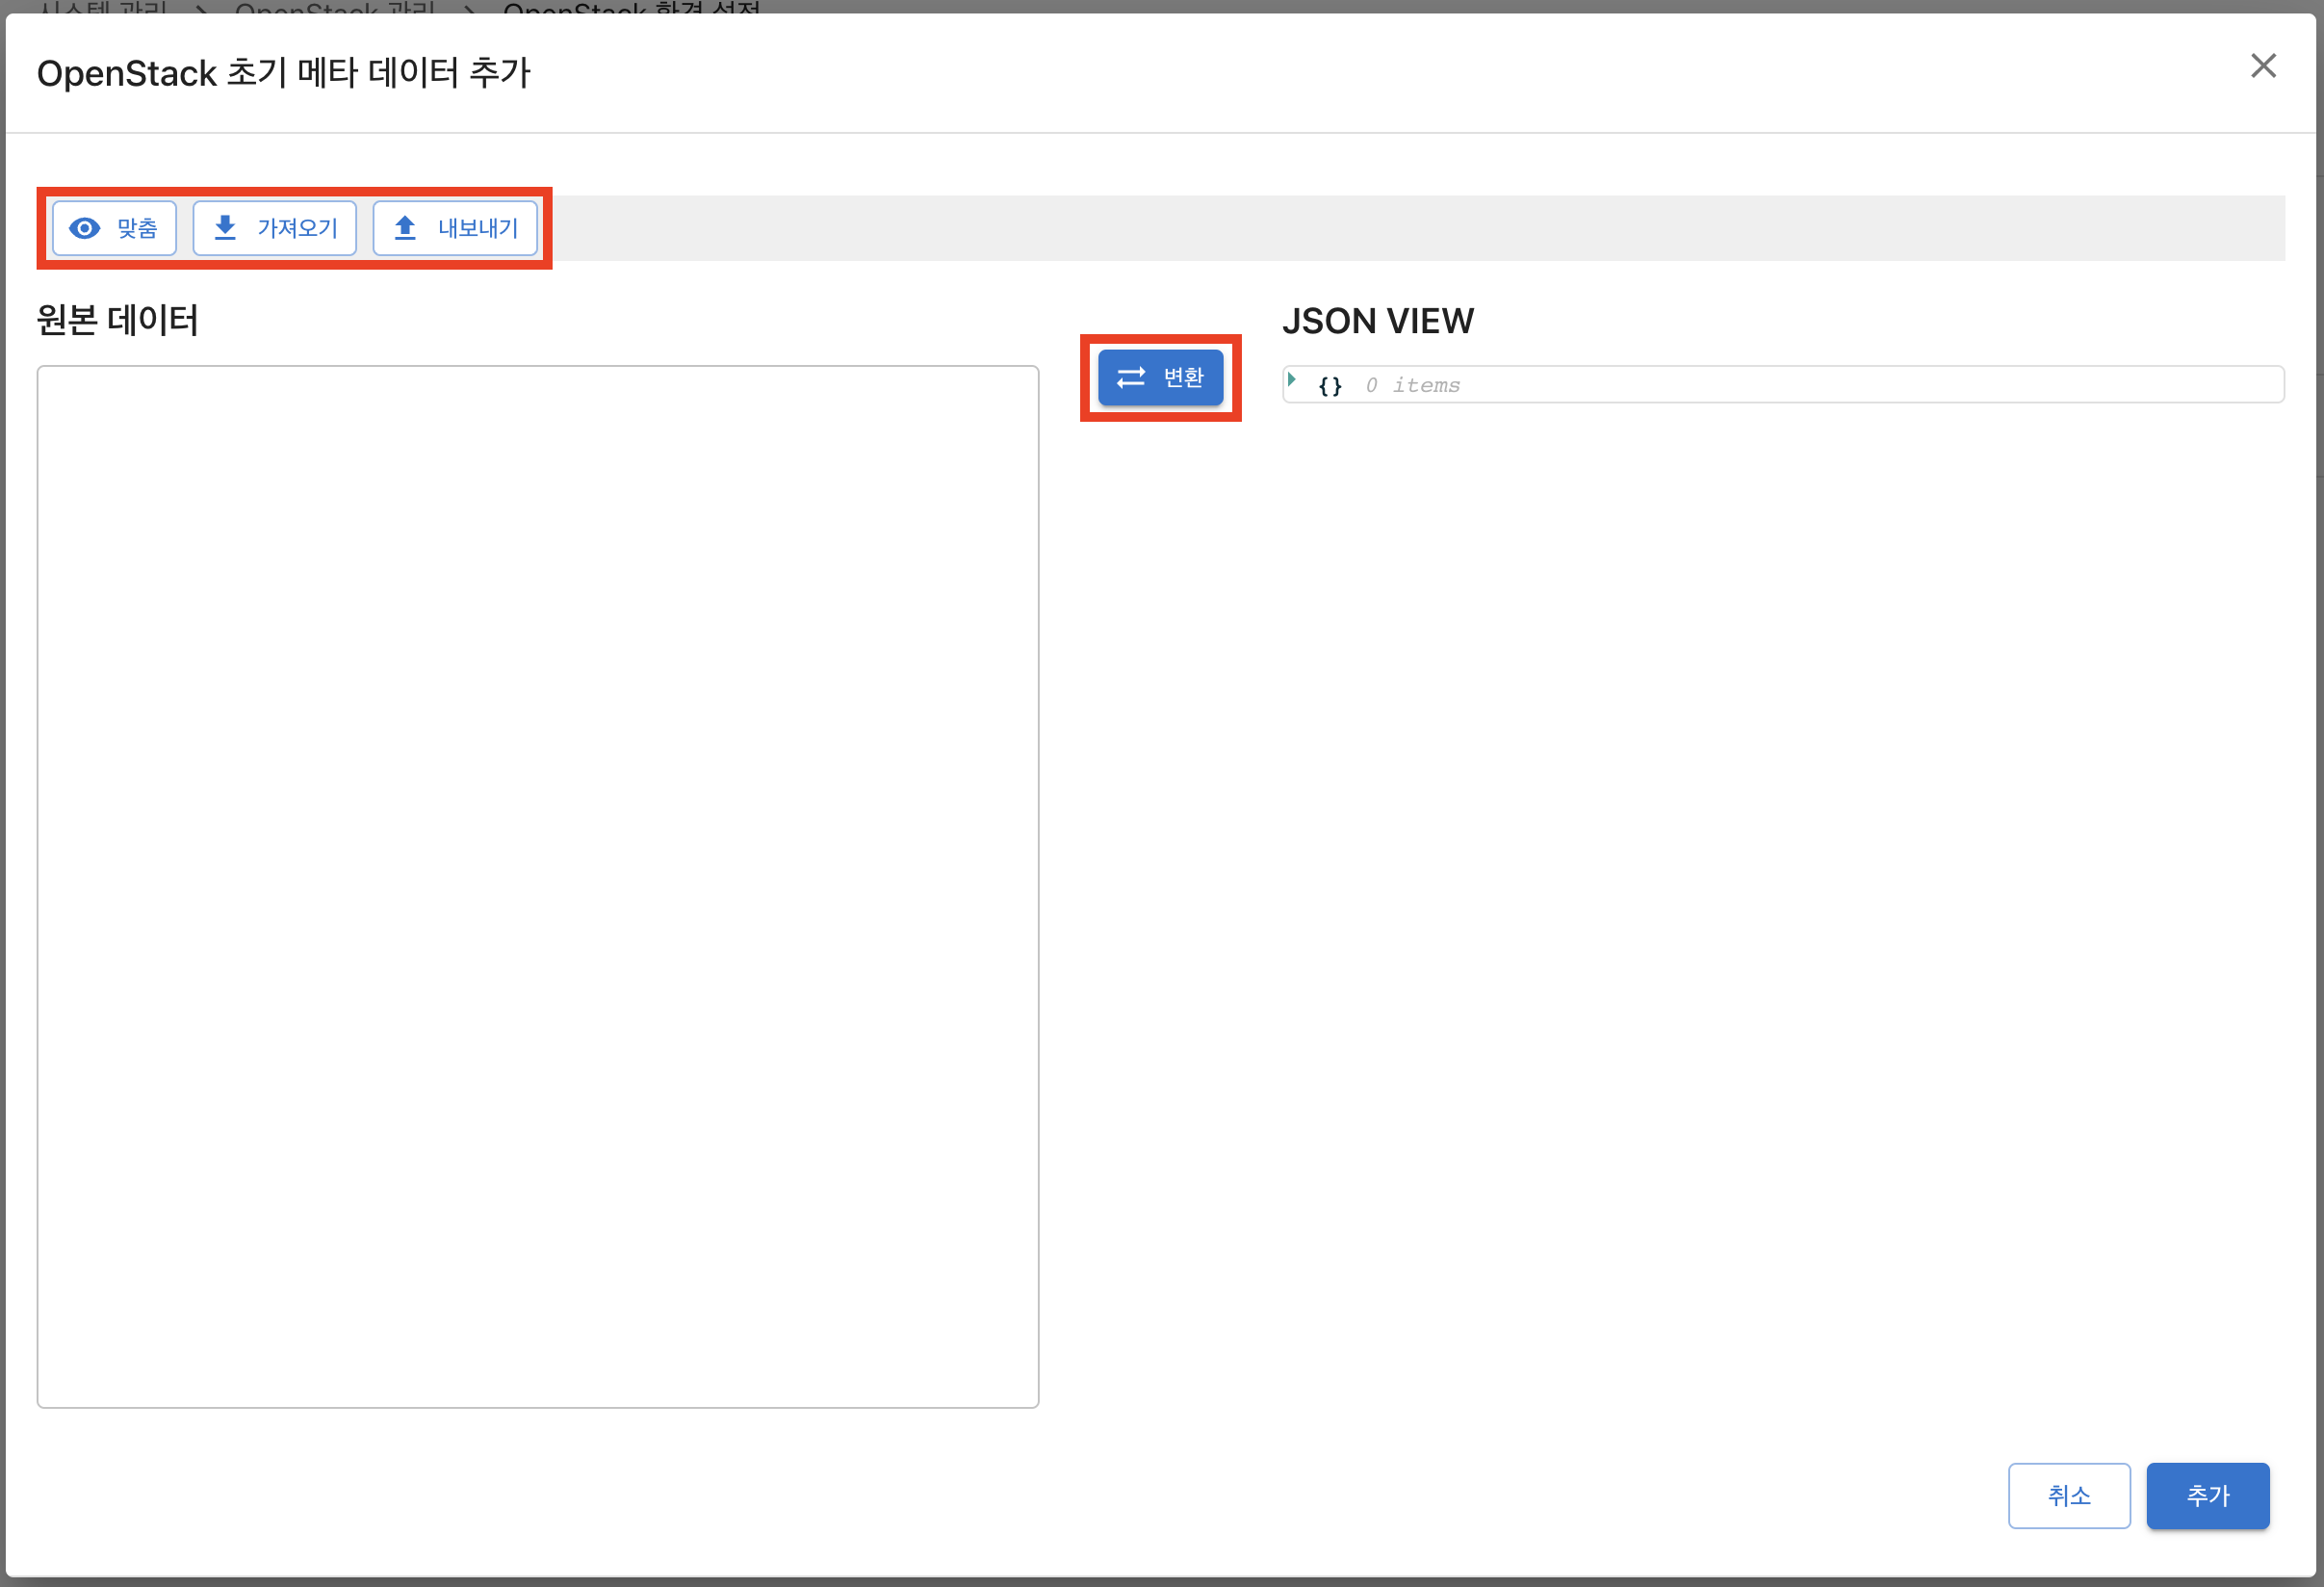 시스템 관리 > OpenStack 관리 > OpenStack 환경 설정
OpenStack 초기 메타 데이터 추가
맞춤 가져오기 내보내기
원본 데이터
변환
JSON VIEW
{} 0 items
취소 추가